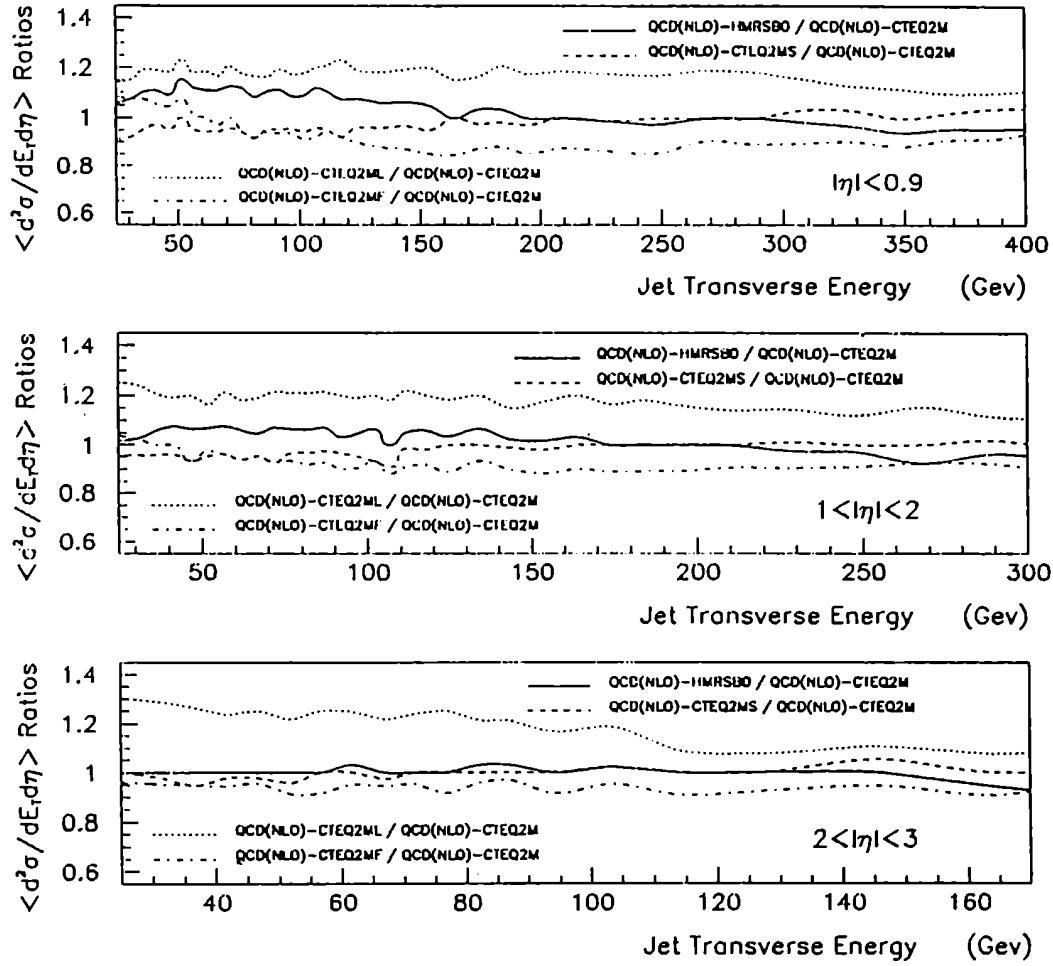 <d²σ/dE_Tdη> Ratios
1.4
1.2
1
0.8
0.6
QCD(NLO)-HMRSB0 / QCD(NLO)-CTEQ2M
QCD(NLO)-CTEQ2MS / QCD(NLO)-CTEQ2M
QCD(NLO)-CTEQ2ML / QCD(NLO)-CTEQ2M
QCD(NLO)-CTEQ2MF / QCD(NLO)-CTEQ2M
|η|<0.9
50 100 150 200 250 300 350 400
Jet Transverse Energy (Gev)
<d²σ/dE_Tdη> Ratios
1.4
1.2
1
0.8
0.6
QCD(NLO)-HMRSB0 / QCD(NLO)-CTEQ2M
QCD(NLO)-CTEQ2MS / QCD(NLO)-CTEQ2M
QCD(NLO)-CTEQ2ML / QCD(NLO)-CTEQ2M
QCD(NLO)-CTEQ2MF / QCD(NLO)-CTEQ2M
1<|η|<2
50 100 150 200 250 300
Jet Transverse Energy (Gev)
<d²σ/dE_Tdη> Ratios
1.4
1.2
1
0.8
0.6
QCD(NLO)-HMRSB0 / QCD(NLO)-CTEQ2M
QCD(NLO)-CTEQ2MS / QCD(NLO)-CTEQ2M
QCD(NLO)-CTEQ2ML / QCD(NLO)-CTEQ2M
QCD(NLO)-CTEQ2MF / QCD(NLO)-CTEQ2M
2<|η|<3
40 60 80 100 120 140 160
Jet Transverse Energy (Gev)